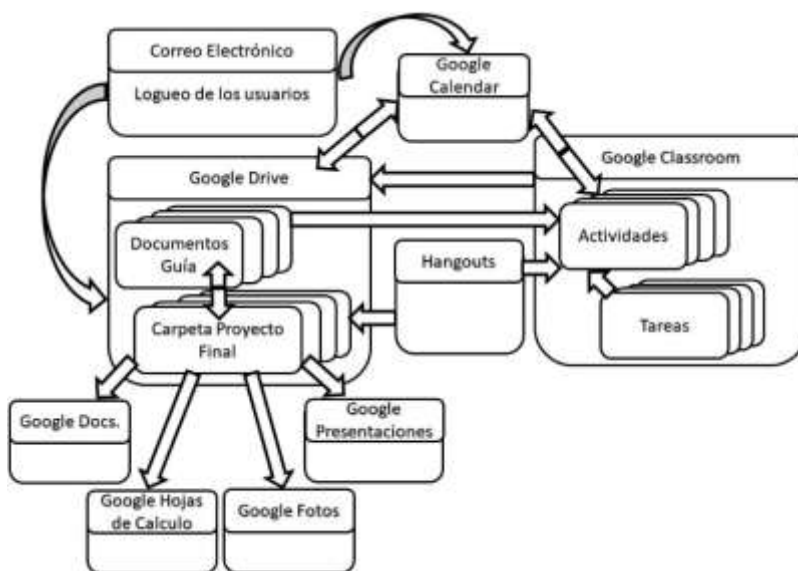 Correo Electrónico
Logueo de los usuarios
Google
Calendar
Google Drive
Google Classroom
Documentos
Guía
Actividades
Hangouts
Carpeta Proyecto
Final
Tareas
Google Docs.
Google
Presentaciones
Google Hojas
de Calculo
Google Fotos